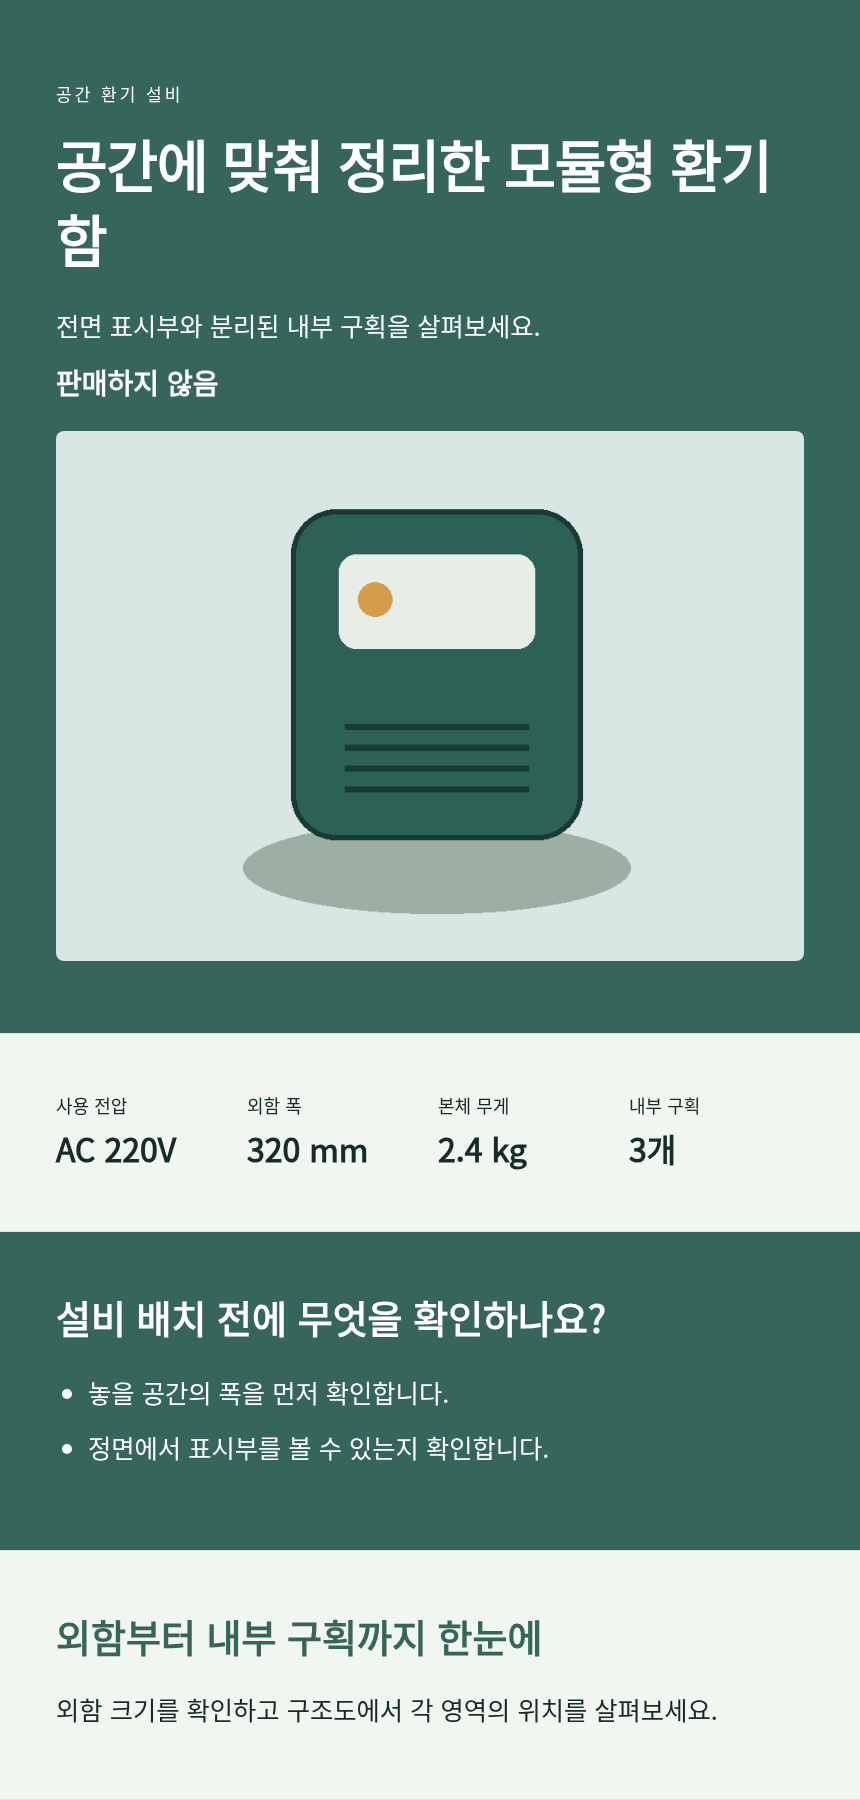 공간 환기 설비
공간에 맞춰 정리한 모듈형 환기
함
전면 표시부와 분리된 내부 구획을 살펴보세요.
판매하지 않음
사용 전압
AC 220V
외함 폭
320 mm
본체 무게
2.4 kg
내부 구획
3개
설비 배치 전에 무엇을 확인하나요?
놓을 공간의 폭을 먼저 확인합니다.
정면에서 표시부를 볼 수 있는지 확인합니다.
외함부터 내부 구획까지 한눈에
외함 크기를 확인하고 구조도에서 각 영역의 위치를 살펴보세요.